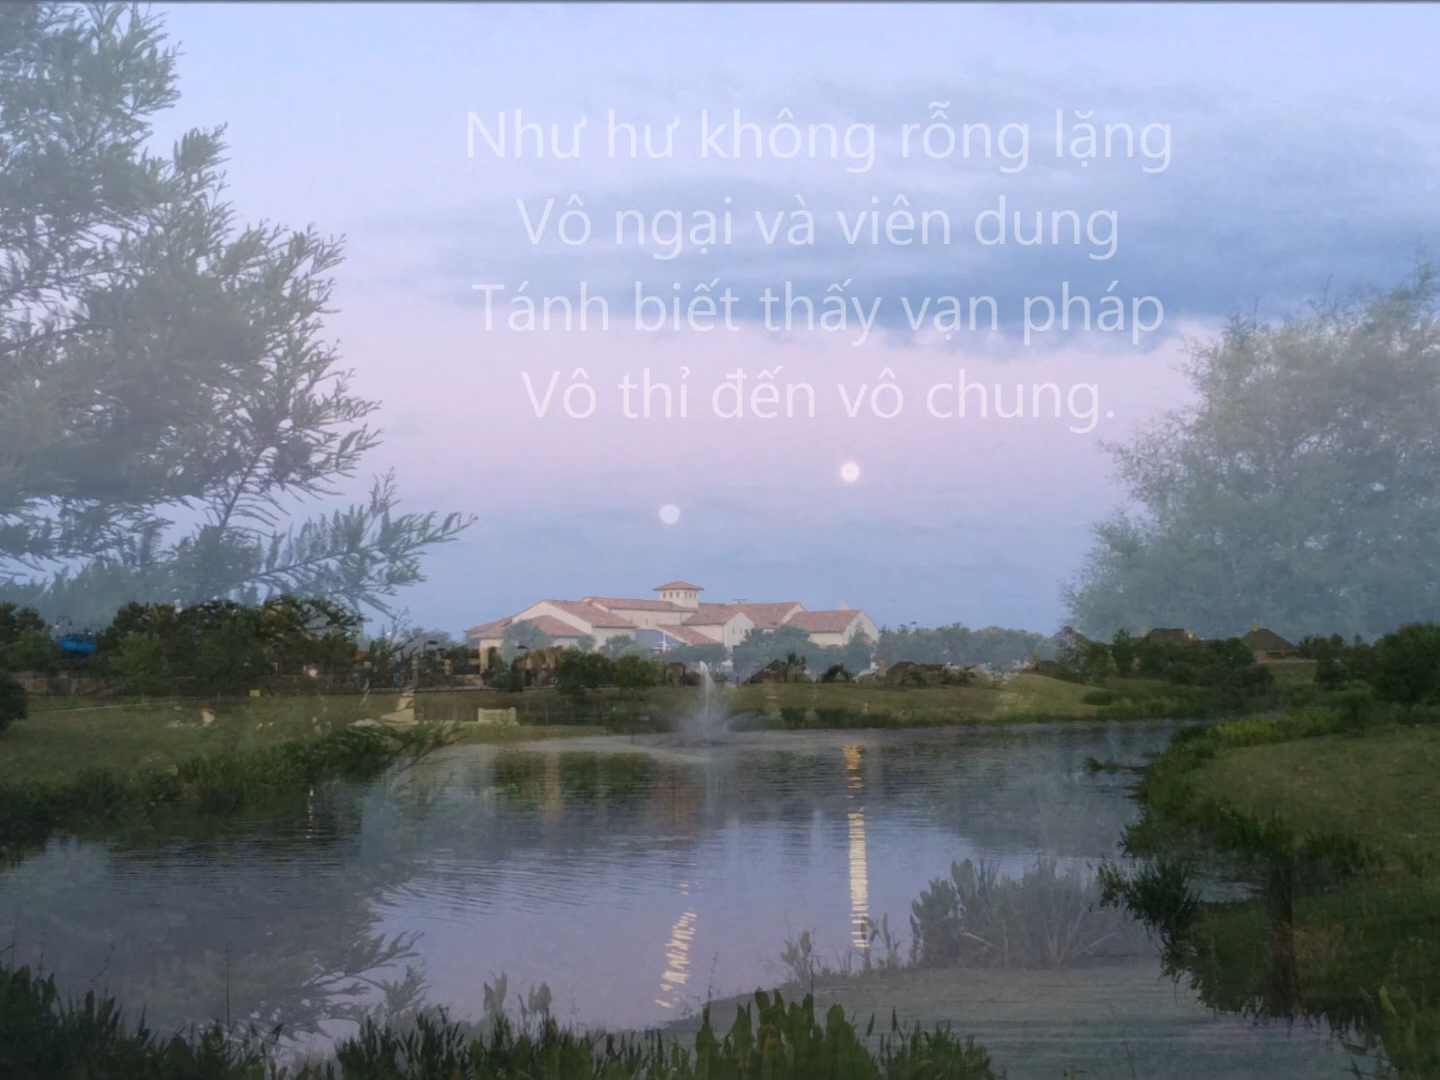 Như hư không rỗng lặng
Vô ngại và viên dung
Tánh biết thấy vạn pháp
Vô thỉ đến vô chung.